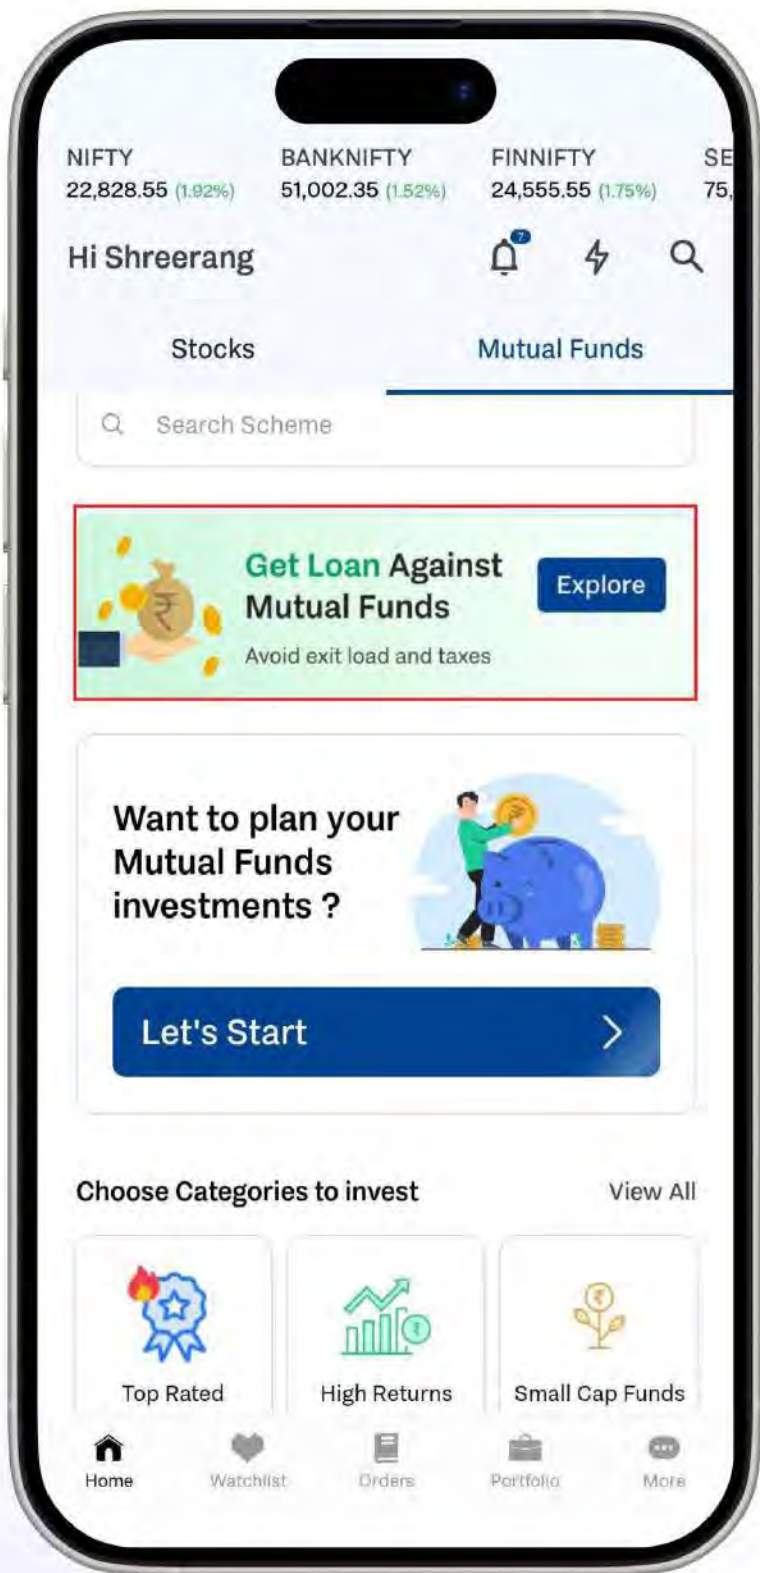 NIFTY BANKNIFTY FINNIFTY SE
22,828.55 (1.92%) 51,002.35 (1.52%) 24,555.55 (1.75%) 75,
Hi Shreerang 7
Stocks Mutual Funds
Search Scheme
Get Loan Against
Mutual Funds
Explore
Avoid exit load and taxes
Want to plan your
Mutual Funds
investments ?
Let's Start
Choose Categories to invest View All
Top Rated High Returns Small Cap Funds
Home Watchlist Orders Portfolio More